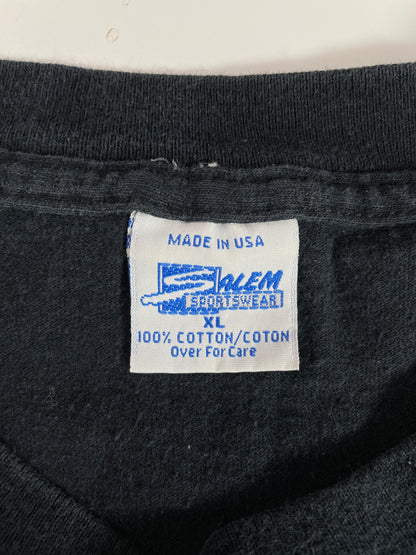 MADE IN USA
SALEM
SPORTSWEAR
XL
100% COTTON/COTON
Over For Care